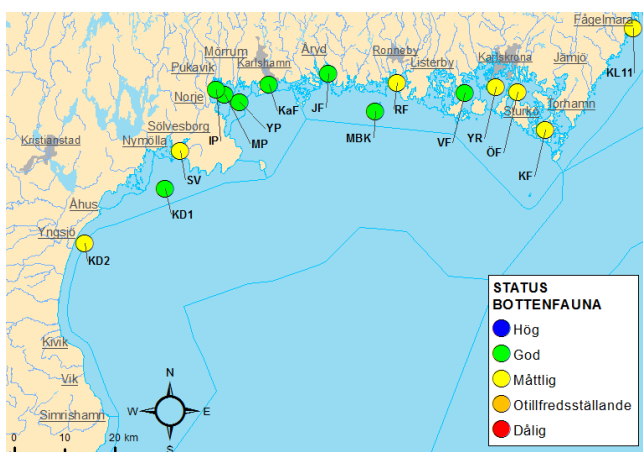 Fågelmara
Mörrum
Åryd
Ronneby
Karlskrona
Jämjö
Pukavik
Karlshamn
Listerby
KL11
Norje
KaF
JF
RF
Sturkö
Torhamn
Sölvesborg
IP
MP
YP
MBK
VF
YR
ÖF
Kristianstad
Nymölla
KF
SV
Åhus
KD1
Yngsjö
KD2
STATUS
BOTTENFAUNA
Hög
God
Måttlig
Otillfredsställande
Dålig
Kivik
Vik
N
W
E
S
Simrishamn
0 10 20 km